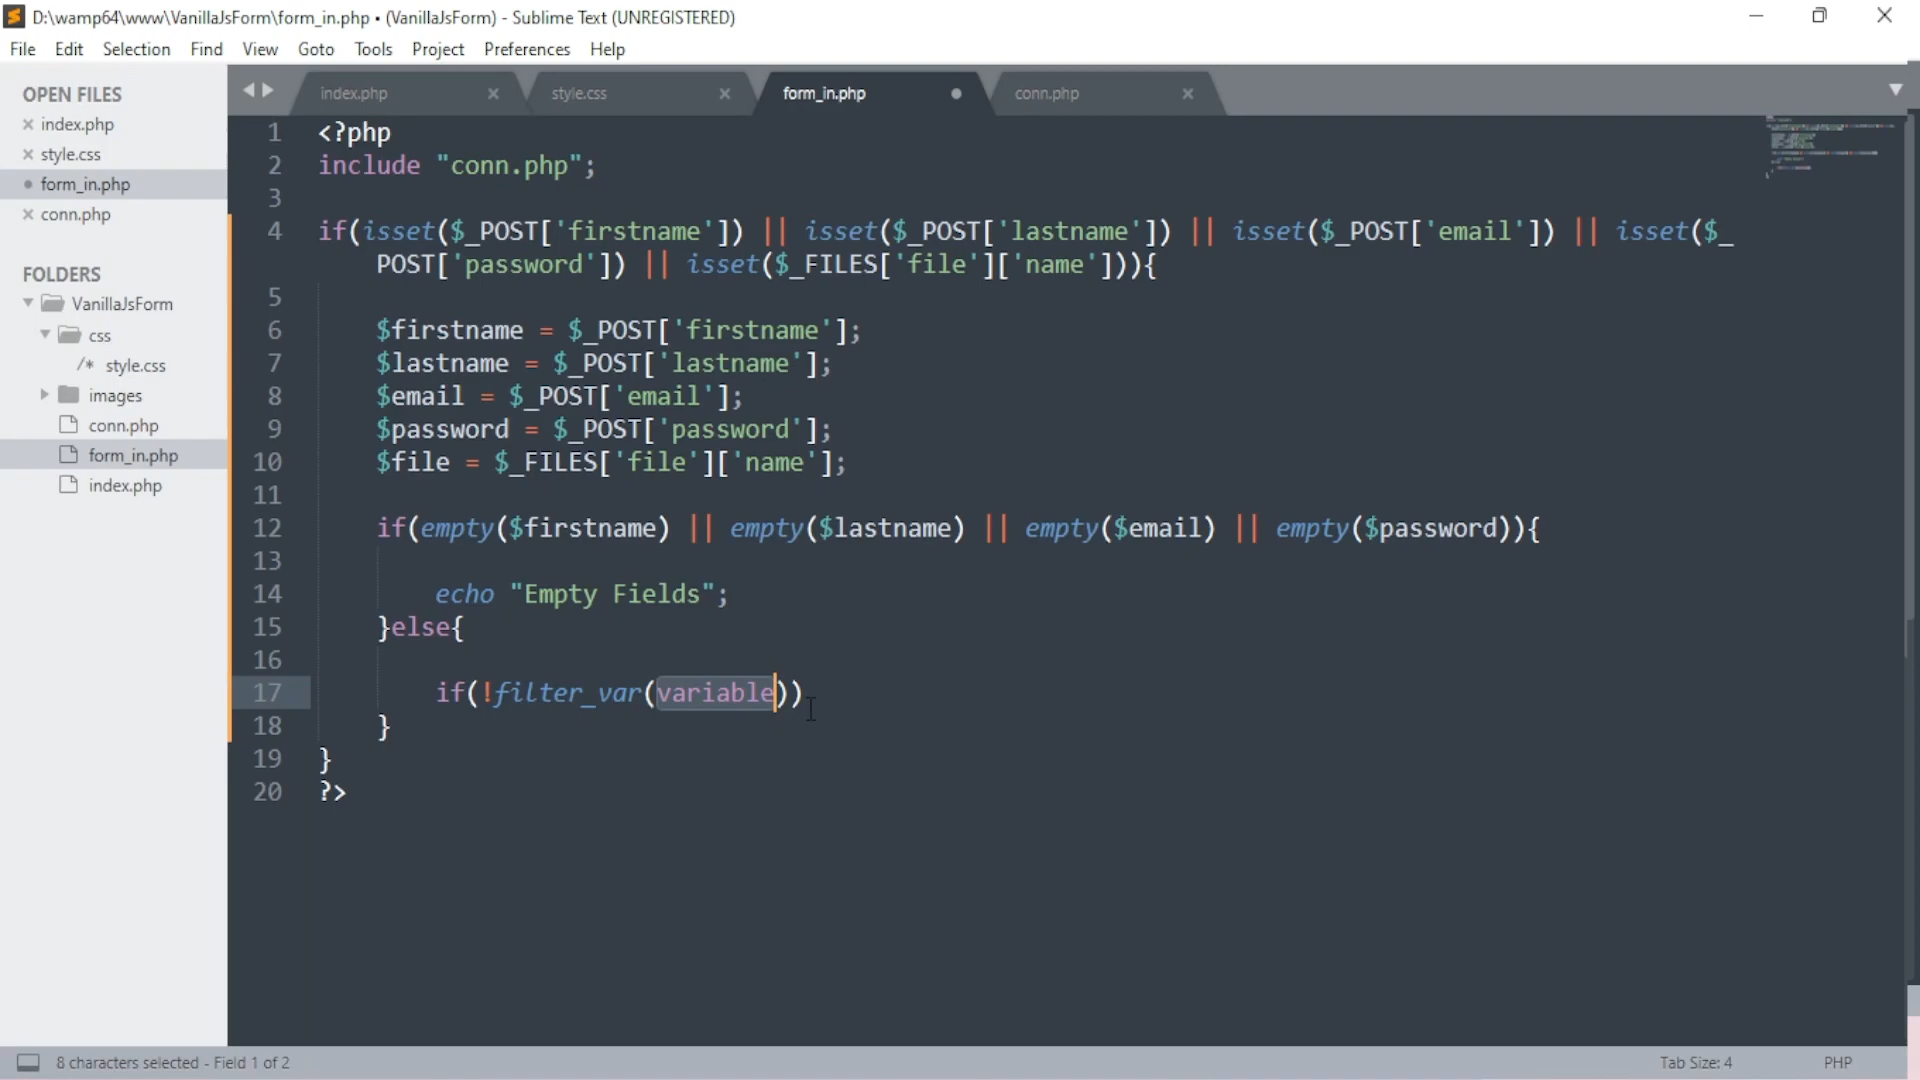 D:\wamp64\www\VanillaJsForm\form_in.php • (VanillaJsForm) - Sublime Text (UNREGISTERED)
File Edit Selection Find View Goto Tools Project Preferences Help
OPEN FILES
index.php
style.css
form_in.php
conn.php
FOLDERS
VanillaJsForm
css
/* style.css
images
conn.php
form_in.php
index.php
index.php style.css form_in.php conn.php
1 <?php
2 include "conn.php";
3
4 if(isset($_POST['firstname']) || isset($_POST['lastname']) || isset($_POST['email']) || isset($_
POST['password']) || isset($_FILES['file']['name'])){
5
6 $firstname = $_POST['firstname'];
7 $lastname = $_POST['lastname'];
8 $email = $_POST['email'];
9 $password = $_POST['password'];
10 $file = $_FILES['file']['name'];
11
12 if(empty($firstname) || empty($lastname) || empty($email) || empty($password)){
13
14 echo "Empty Fields";
15 }else{
16
17 if(!filter_var(variable))
18 }
19 }
20 ?>
8 characters selected - Field 1 of 2
Tab Size: 4 PHP